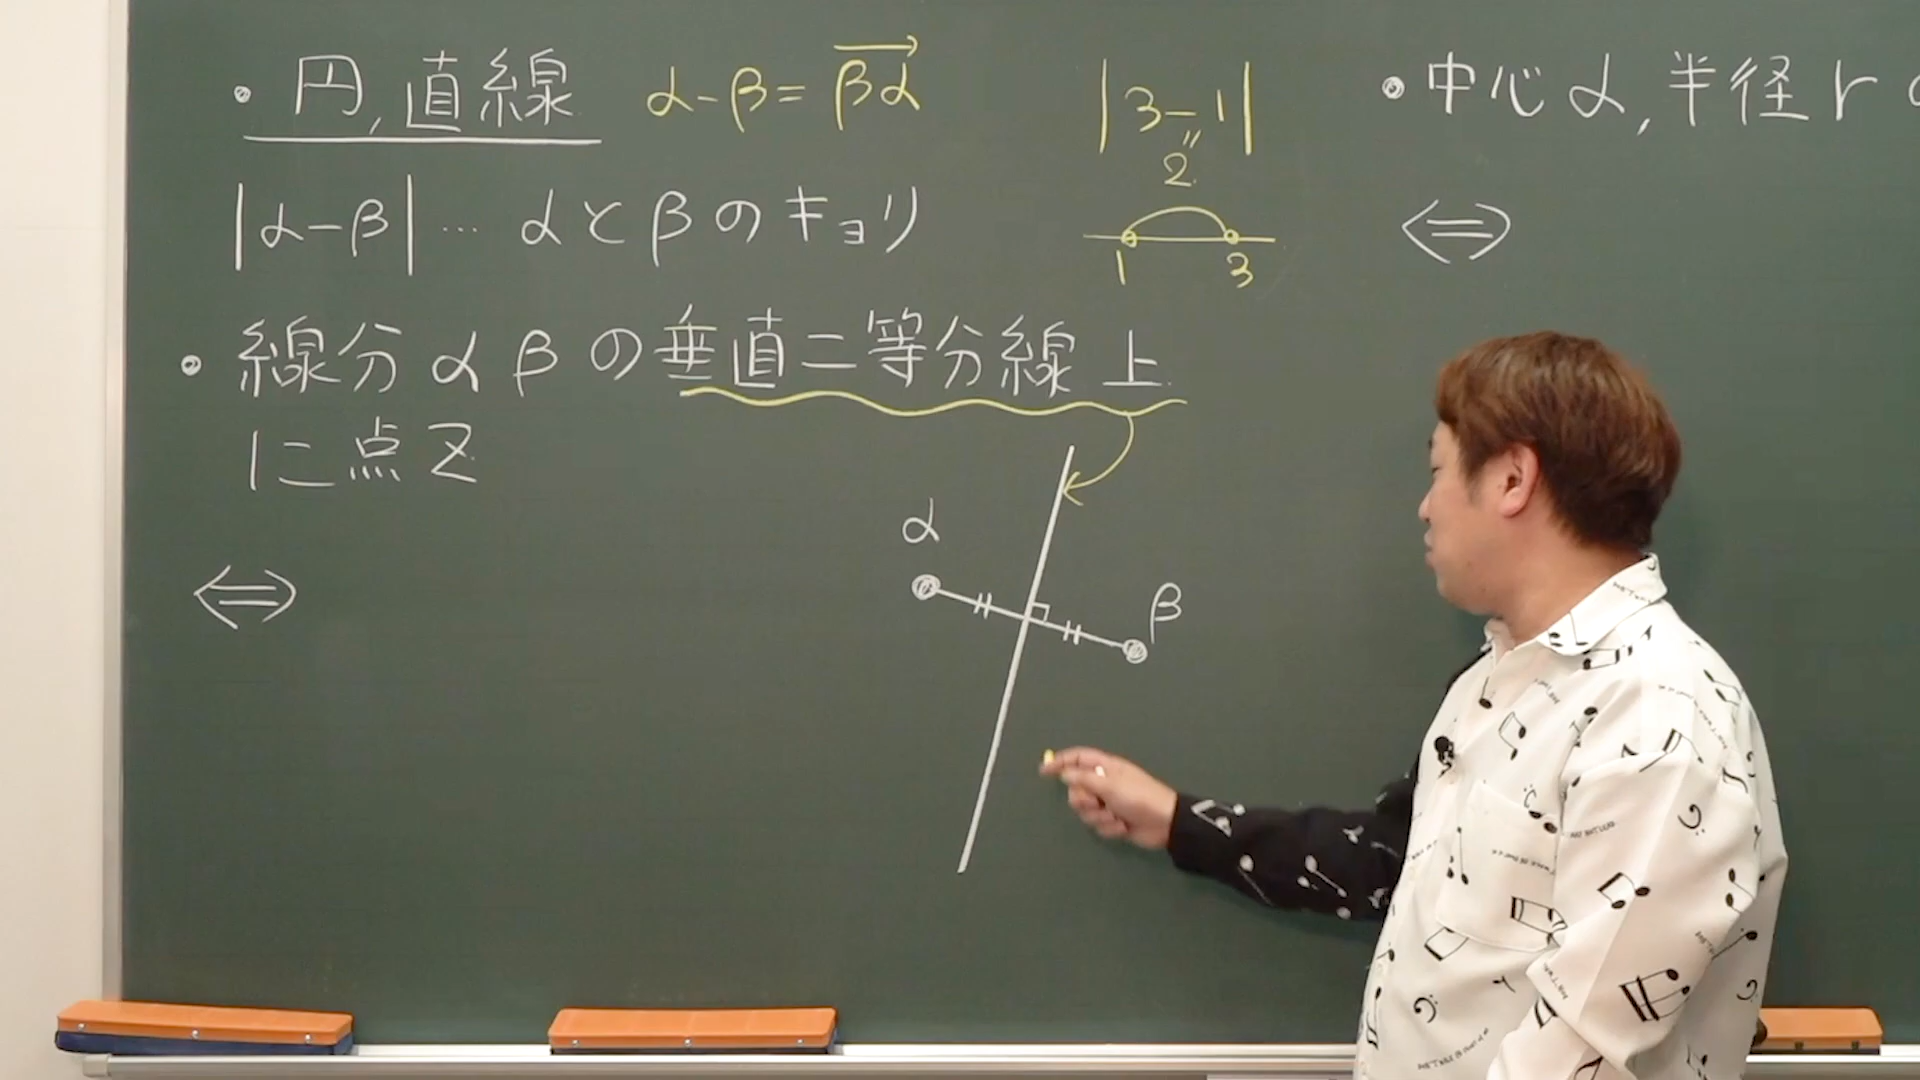 ・円,直線 α-β=βα
|α-β|… αとβのキョリ
|3-1|
2
1 3
・線分αβの垂直二等分線上
に点Z
⇔
α
β
・中心α,半径r
⇔